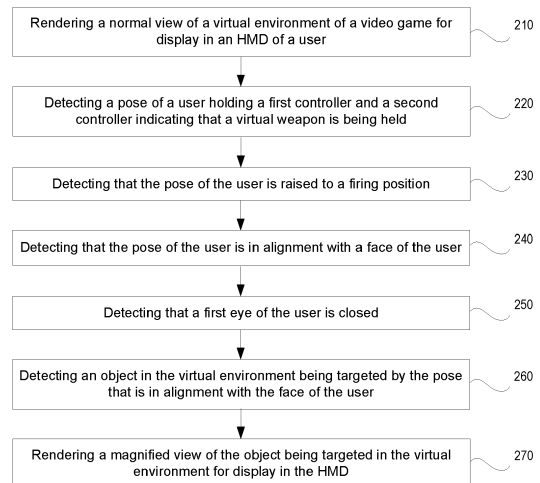 Rendering a normal view of a virtual environment of a video game for
display in an HMD of a user
210
Detecting a pose of a user holding a first controller and a second
controller indicating that a virtual weapon is being held
220
Detecting that the pose of the user is raised to a firing position
230
Detecting that the pose of the user is in alignment with a face of the user
240
Detecting that a first eye of the user is closed
250
Detecting an object in the virtual environment being targeted by the pose
that is in alignment with the face of the user
260
Rendering a magnified view of the object being targeted in the virtual
environment for display in the HMD
270